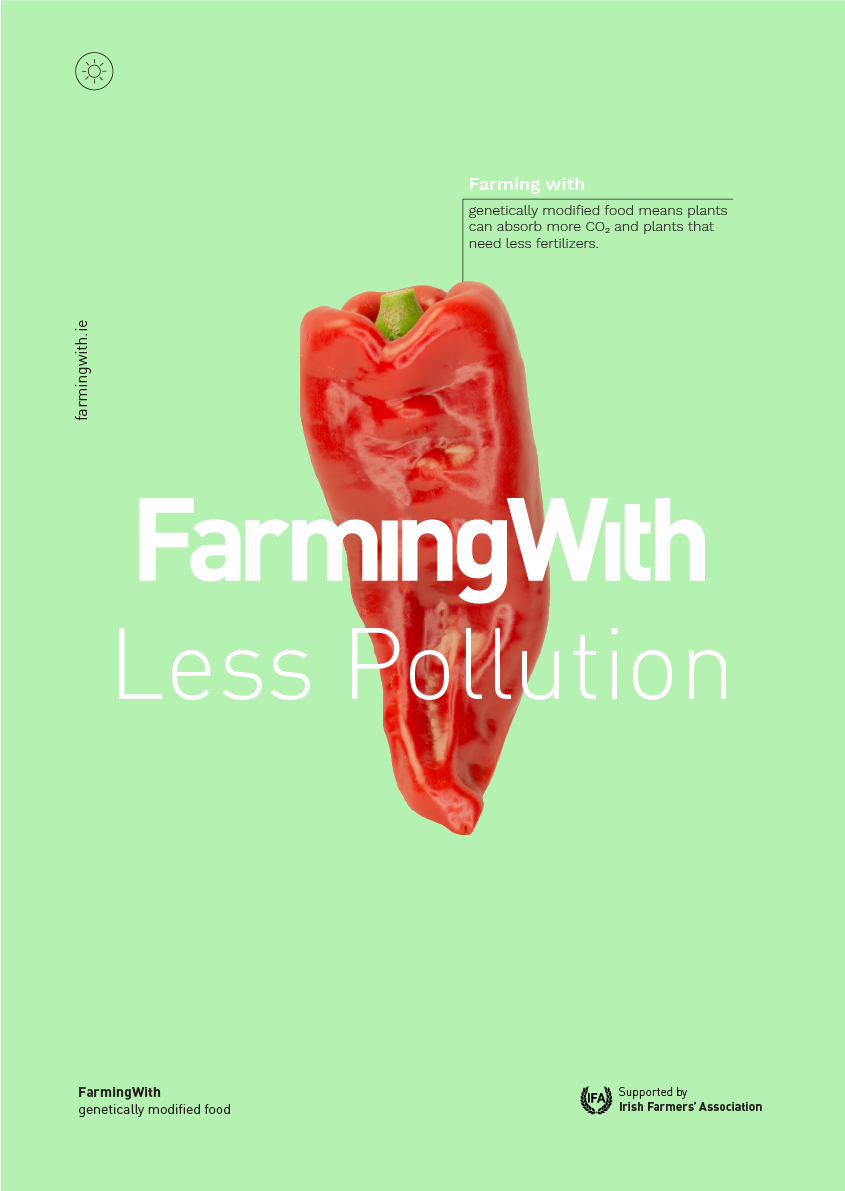 Farming with
genetically modified food means plants
can absorb more CO₂ and plants that
need less fertilizers.
farmingwith.ie
FarmingWith
Less Pollution
FarmingWith
genetically modified food
IFA
Supported by
Irish Farmers’ Association